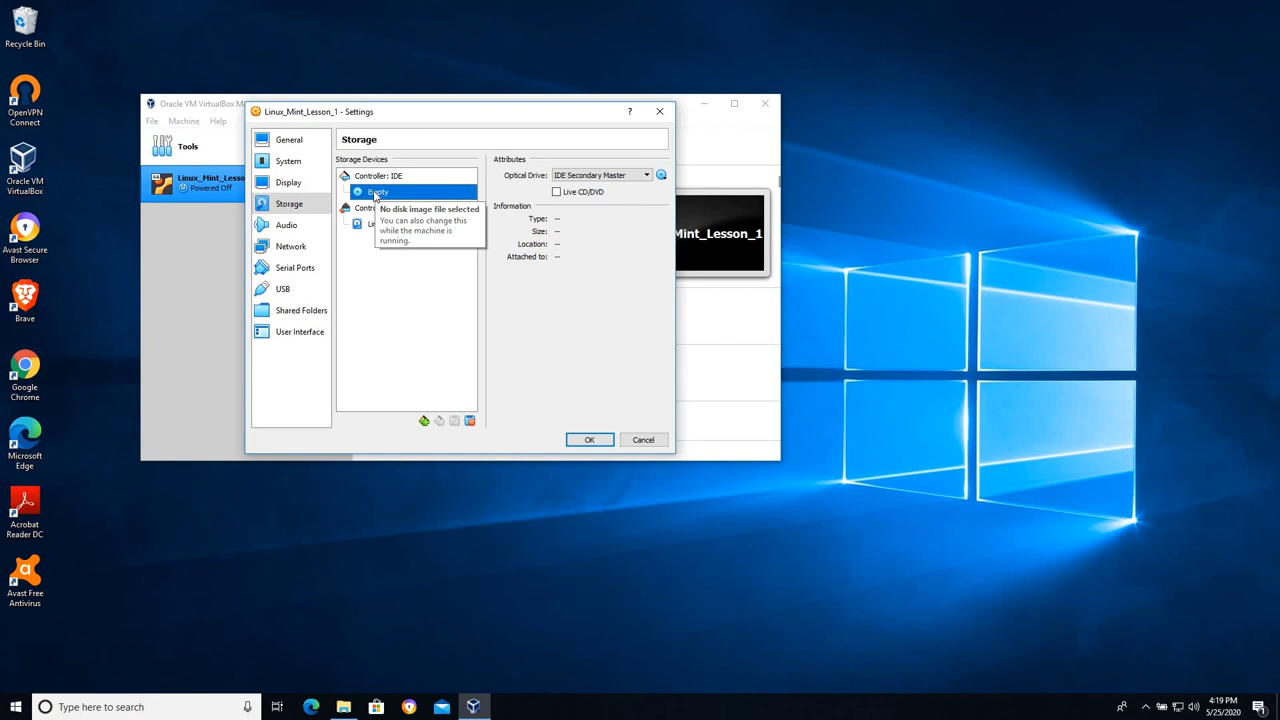 Recycle Bin
OpenVPN
Connect
Oracle VM
VirtualBox
Avast Secure
Browser
Brave
Google
Chrome
Microsoft
Edge
Acrobat
Reader DC
Avast Free
Antivirus
Oracle VM VirtualBox
File Machine Help
Tools
64
Powered Off
Mint_Lesson_1
Linux_Mint_Lesson_1 - Settings
?
General
System
Display
Storage
Audio
Network
Serial Ports
USB
Shared Folders
User Interface
Storage
Storage Devices
Controller: IDE
Empty
No disk image file selected
You can also change this
while the machine is
running.
Attributes
Optical Drive: IDE Secondary Master
Live CD/DVD
Information
Type: --
Size: --
Location: --
Attached to: --
OK Cancel
Type here to search
4:19 PM
5/25/2020
1